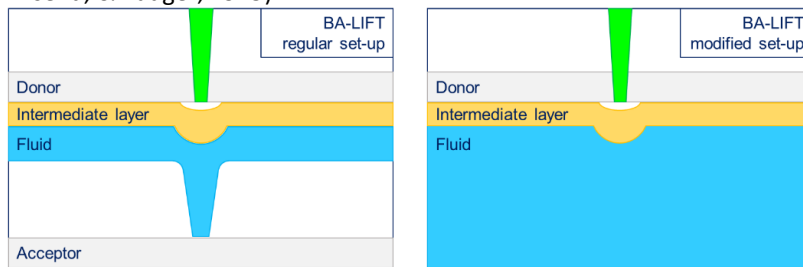 BA-LIFT
regular set-up
Donor
Intermediate layer
Fluid
Acceptor
BA-LIFT
modified set-up
Donor
Intermediate layer
Fluid